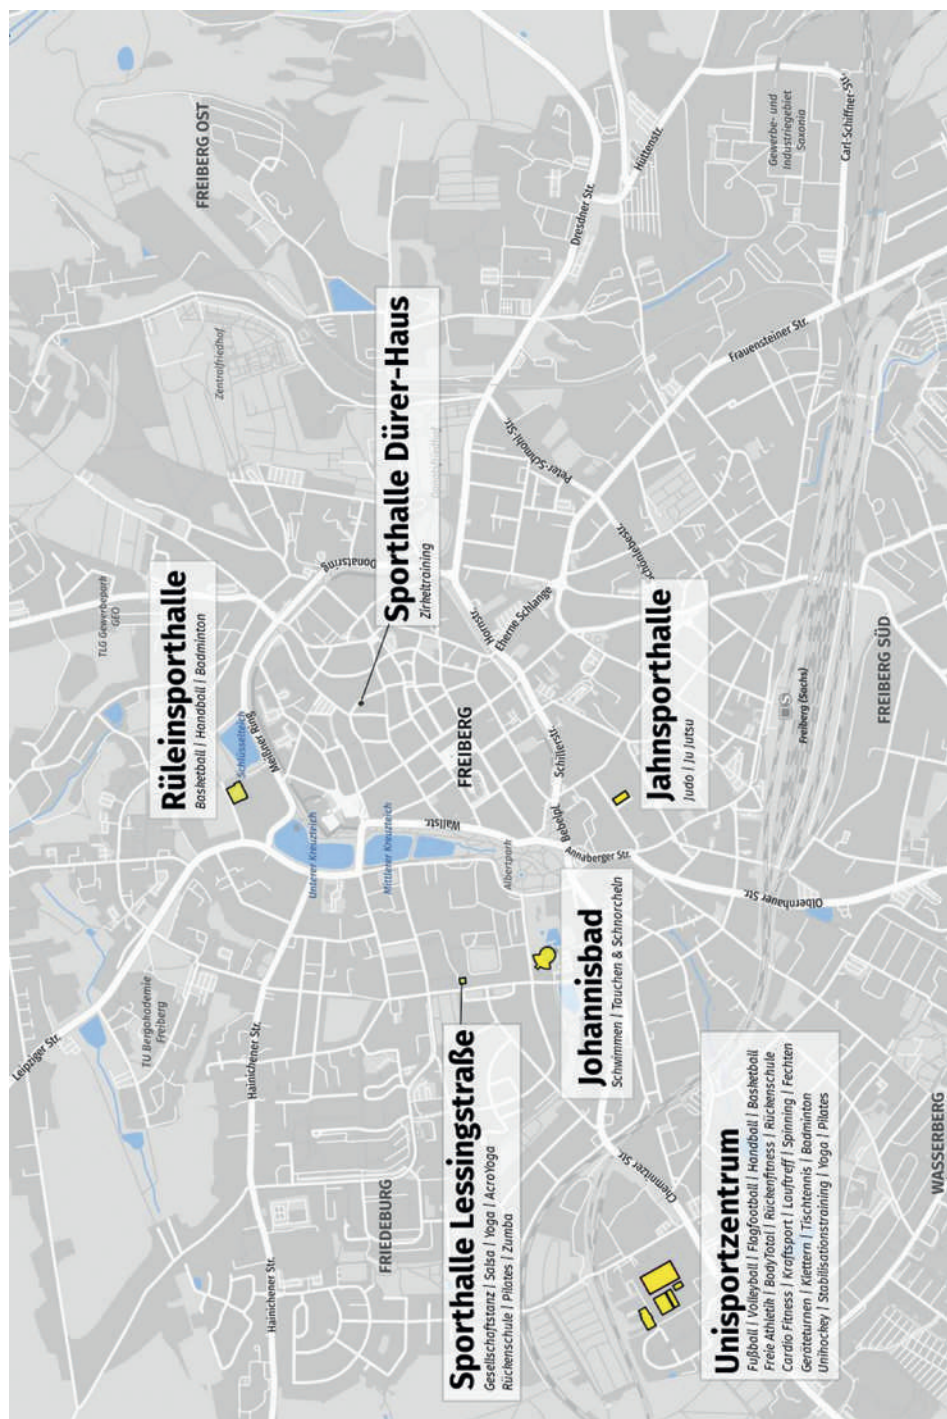 Unisportzentrum
Fußball | Volleyball | Flagfootball | Handball | Basketball
Freie Athletik | BodyTotal | Rückenfitness | Rückenschule
Cardio Fitness | Kraftsport | Lauftreff | Spinning | Fechten
Geräteturnen | Klettern | Tischtennis | Badminton
Unihockey | Stabilisationstraining | Yoga | Pilates
Sporthalle Lessingstraße
Gesellschaftstanz | Salsa | Yoga | AcroYoga
Rückenschule | Pilates | Zumba
Johannisbad
Schwimmen | Tauchen & Schnorcheln
Rüleinsporthalle
Basketball | Handball | Badminton
Jahnsporthalle
Judo | Ju Jutsu
Sporthalle Dürer-Haus
Zirkeltraining
FREIBERG OST
Zentralfriedhof
TLG Gewerbepark
GEO
Donatsring
Schlüsselteich
Meißner Ring
Unterer Kreuzteich
Mittlerer Kreuzteich
Leipziger Str.
TU Bergakademie
Freiberg
Hainichener Str.
Hainichener Str.
FRIEDEBURG
FREIBERG
Wallstr.
Albertpark
Hornstr.
Eherne Schlange
Schillerstr.
Bebelpl.
Annaberger Str.
Olbernhauer Str.
Chemnitzer Str.
WASSERBERG
Dresdner Str.
Hüttenstr.
Gewerbe- und
Industriegebiet
Saxonia
Carl-Schiffner-Str.
Frauensteiner Str.
Peter-Schmohl-Str.
Schönlebestr.
S
Freiberg (Sachs)
FREIBERG SÜD